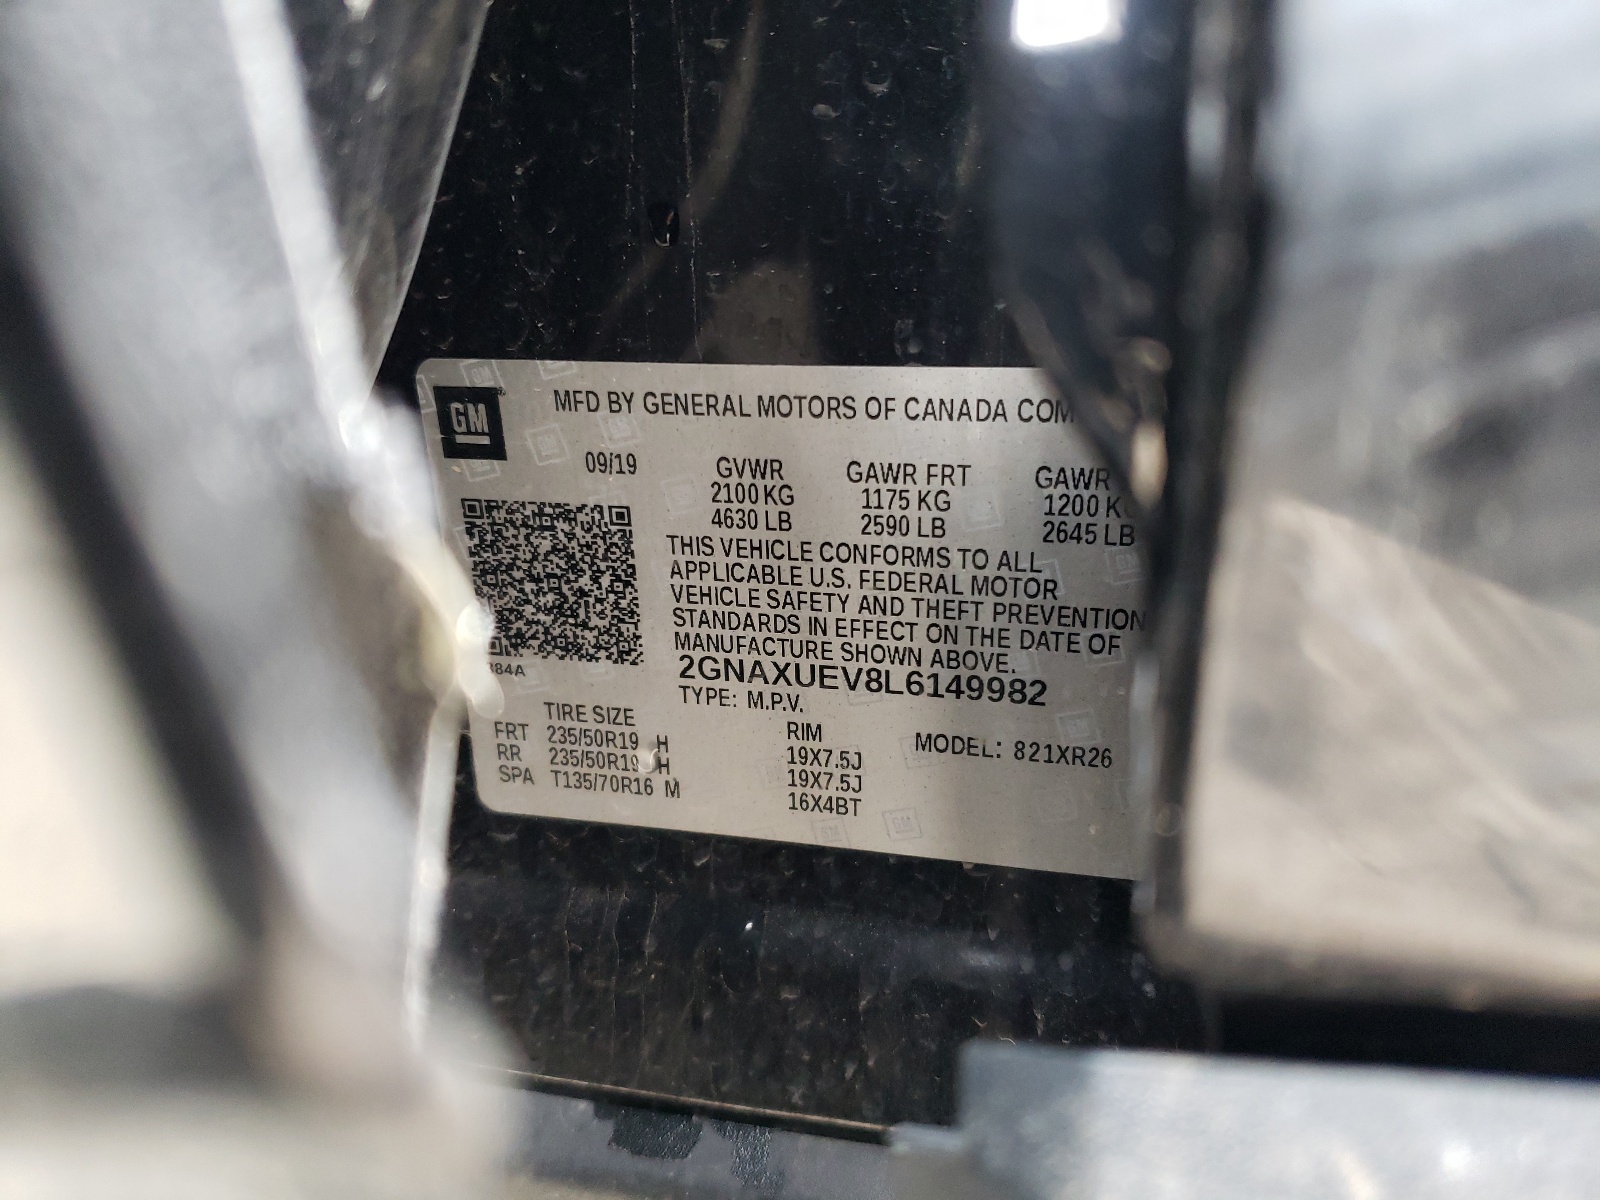 GM
MFD BY GENERAL MOTORS OF CANADA
09/19 GVWR GAWR FRT GAWR
2100 KG 1175 KG 1200
4630 LB 2590 LB 2645 LB
THIS VEHICLE CONFORMS TO ALL
APPLICABLE U.S. FEDERAL MOTOR
VEHICLE SAFETY AND THEFT PREVENTION
STANDARDS IN EFFECT ON THE DATE OF
MANUFACTURE SHOWN ABOVE.
2GNAXUEV8L6149982
TYPE: M.P.V.
TIRE SIZE RIM MODEL: 821XR26
FRT 235/50R19 H 19X7.5J
RR 235/50R19 H 19X7.5J
SPA T135/70R16 M 16X4BT